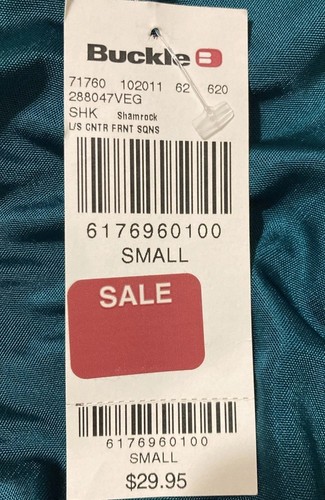 Buckle B
71760 102011 62 620
288047VEG
SHK Shamrock
L/S CNTR FRNT SQNS
6176960100
SMALL
SALE
6176960100
SMALL
$29.95